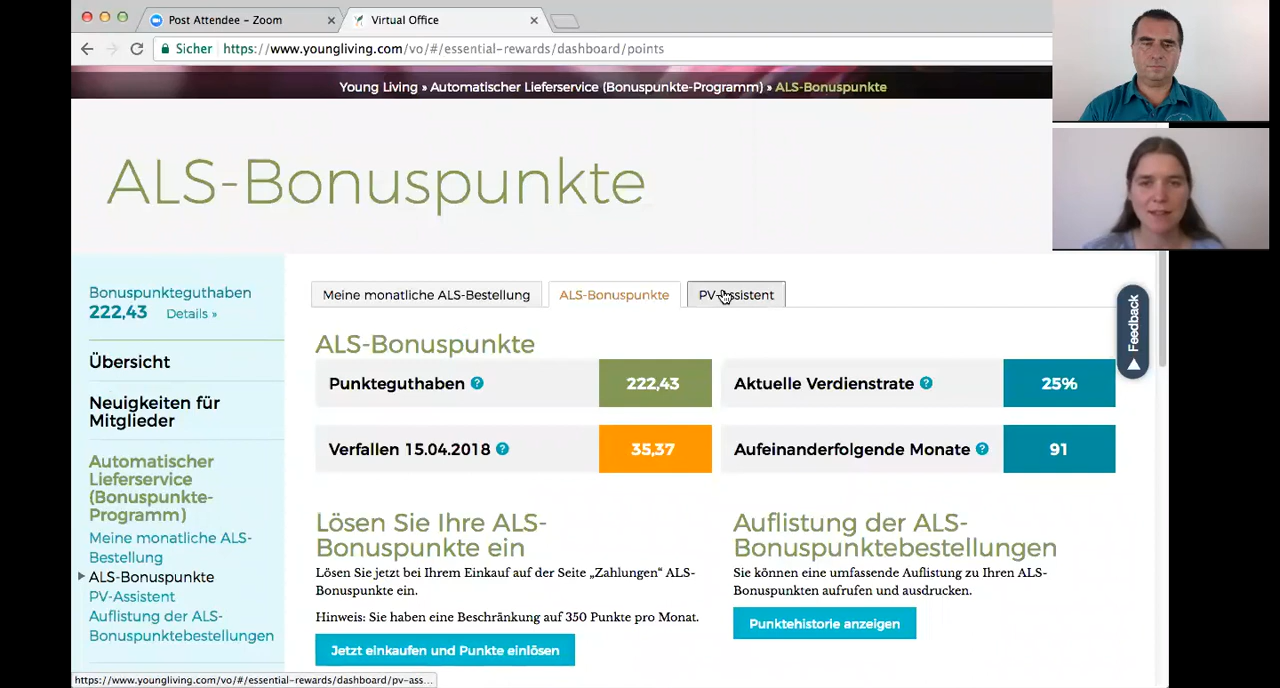 Post Attendee - Zoom
Virtual Office
Sicher https://www.youngliving.com/vo/#/essential-rewards/dashboard/points
Young Living » Automatischer Lieferservice (Bonuspunkte-Programm) » ALS-Bonuspunkte
ALS-Bonuspunkte
Bonuspunkteguthaben
222,43 Details »
Übersicht
Neuigkeiten für
Mitglieder
Automatischer
Lieferservice
(Bonuspunkte-
Programm)
Meine monatliche ALS-
Bestellung
ALS-Bonuspunkte
PV-Assistent
Auflistung der ALS-
Bonuspunktebestellungen
Meine monatliche ALS-Bestellung
ALS-Bonuspunkte
PV-Assistent
ALS-Bonuspunkte
Punkteguthaben 222,43
Aktuelle Verdienstrate 25%
Verfallen 15.04.2018 35,37
Aufeinanderfolgende Monate 91
Lösen Sie Ihre ALS-
Bonuspunkte ein
Lösen Sie jetzt bei Ihrem Einkauf auf der Seite „Zahlungen“ ALS-
Bonuspunkte ein.
Hinweis: Sie haben eine Beschränkung auf 350 Punkte pro Monat.
Jetzt einkaufen und Punkte einlösen
Auflistung der ALS-
Bonuspunktebestellungen
Sie können eine umfassende Auflistung zu Ihren ALS-
Bonuspunkten aufrufen und ausdrucken.
Punktehistorie anzeigen
Feedback
https://www.youngliving.com/vo/#/essential-rewards/dashboard/pv-ass...